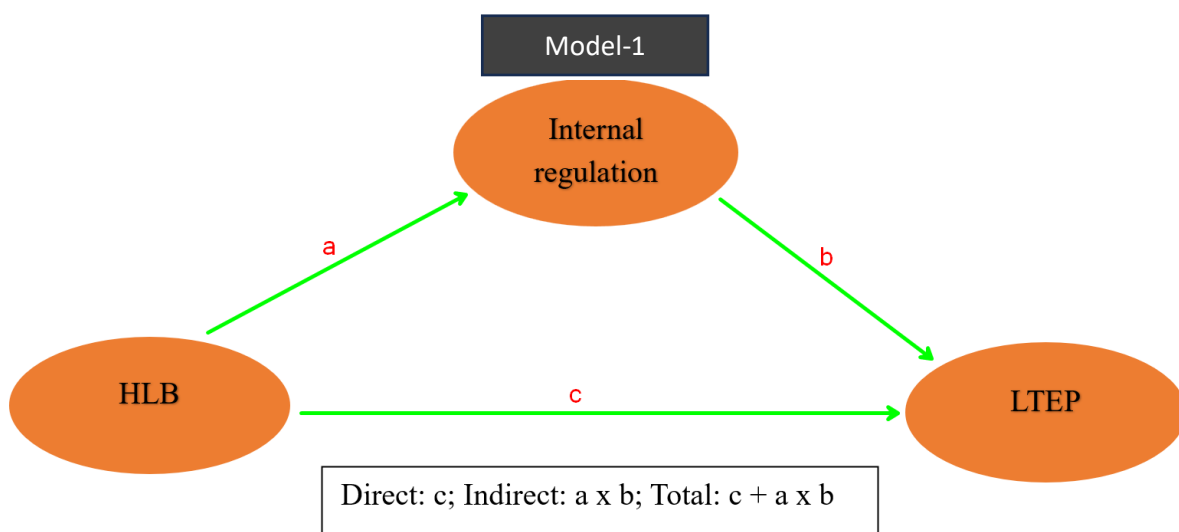 Model-1
Internal
regulation
a
b
HLB
c
LTEP
Direct: c; Indirect: a x b; Total: c + a x b